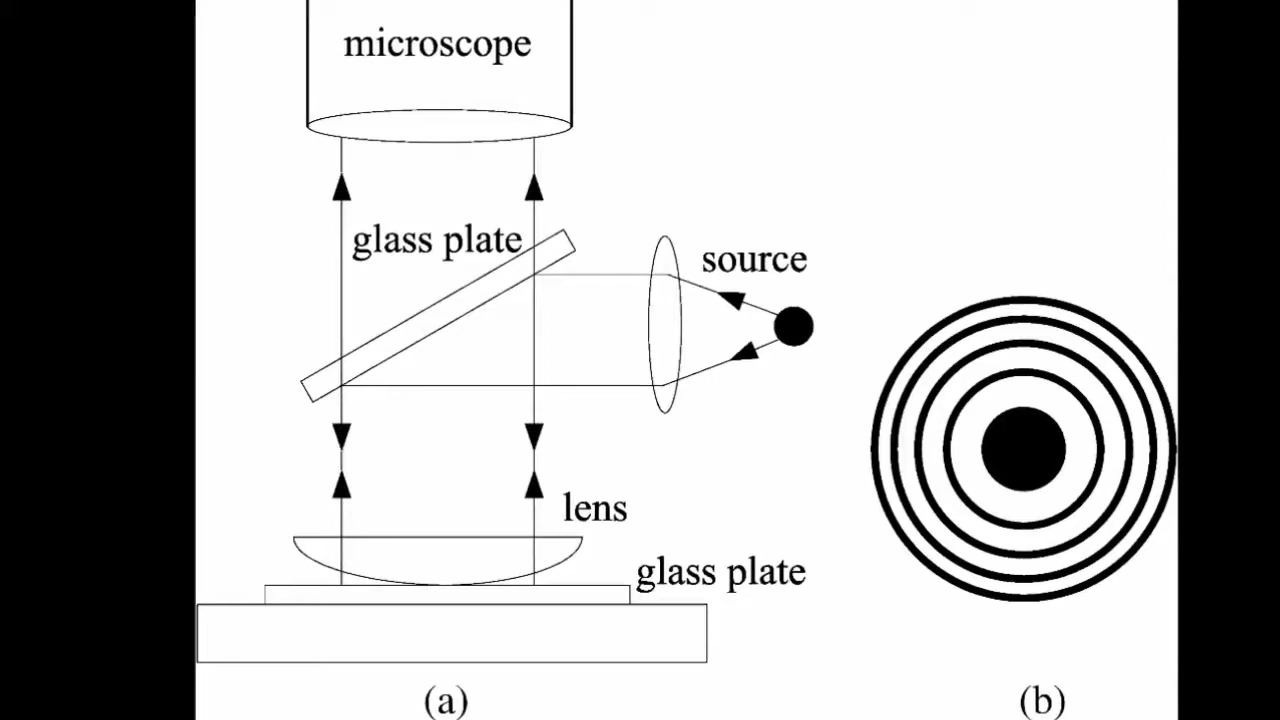 microscope
glass plate
source
lens
glass plate
(a)
(b)